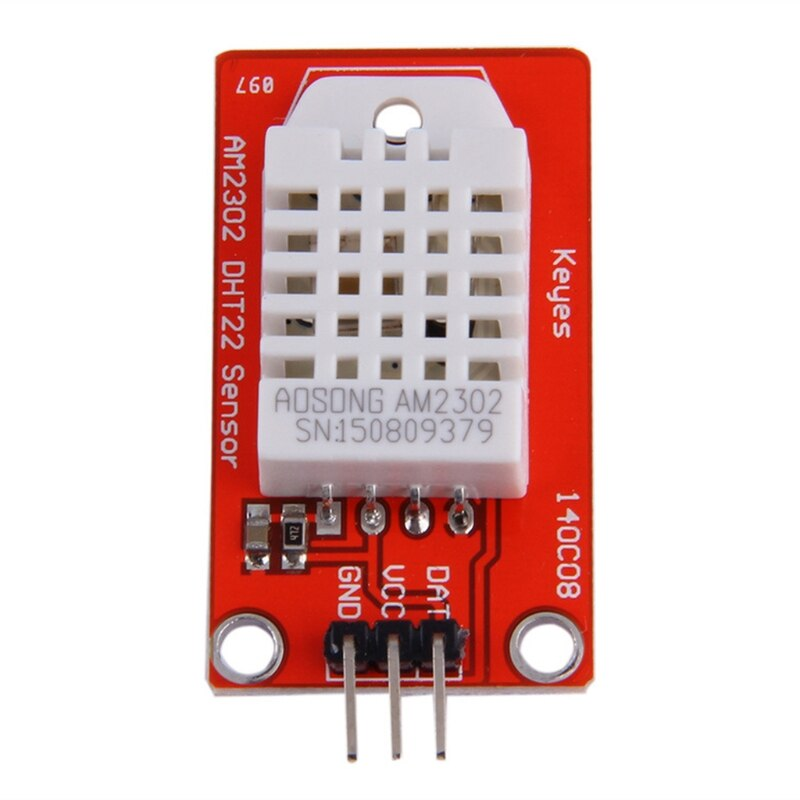 097
AM2302 DHT22 Sensor
Keyes
AOSONG AM2302
SN:150809379
140C08
GND
VCC
DAT